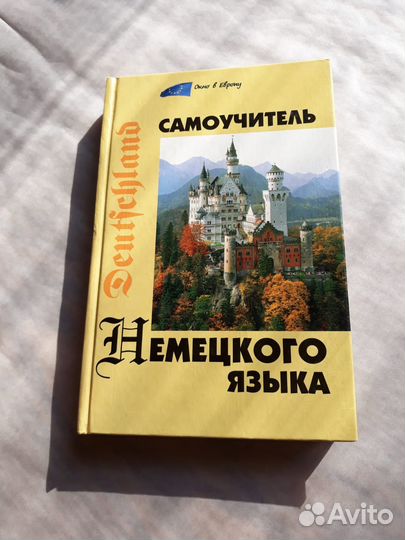 Окно в Европу
САМОУЧИТЕЛЬ
Deutschland
НЕМЕЦКОГО
ЯЗЫКА
Avito